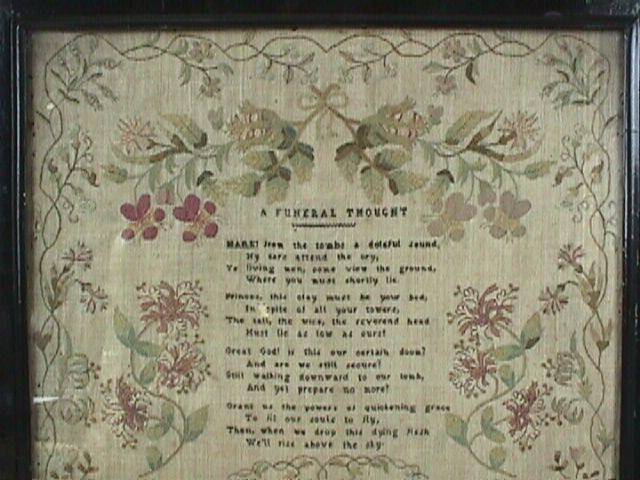 A FUNERAL THOUGHT
HARK! from the tombs a doleful sound,
My ears attend the cry,
Ye living men, come view the ground,
Where you must shortly lie.
Princes, this clay must be your bed,
In spite of all your towers,
The tall, the wise, the reverend head
Must lie as low as ours!
Great God! is this our certain doom?
And are we still secure?
Still walking downward to our tomb,
And yet prepare no more?
Grant us the powers of quickening grace
To fit our souls to fly,
Then, when we drop this dying flesh
We'll rise above the sky.